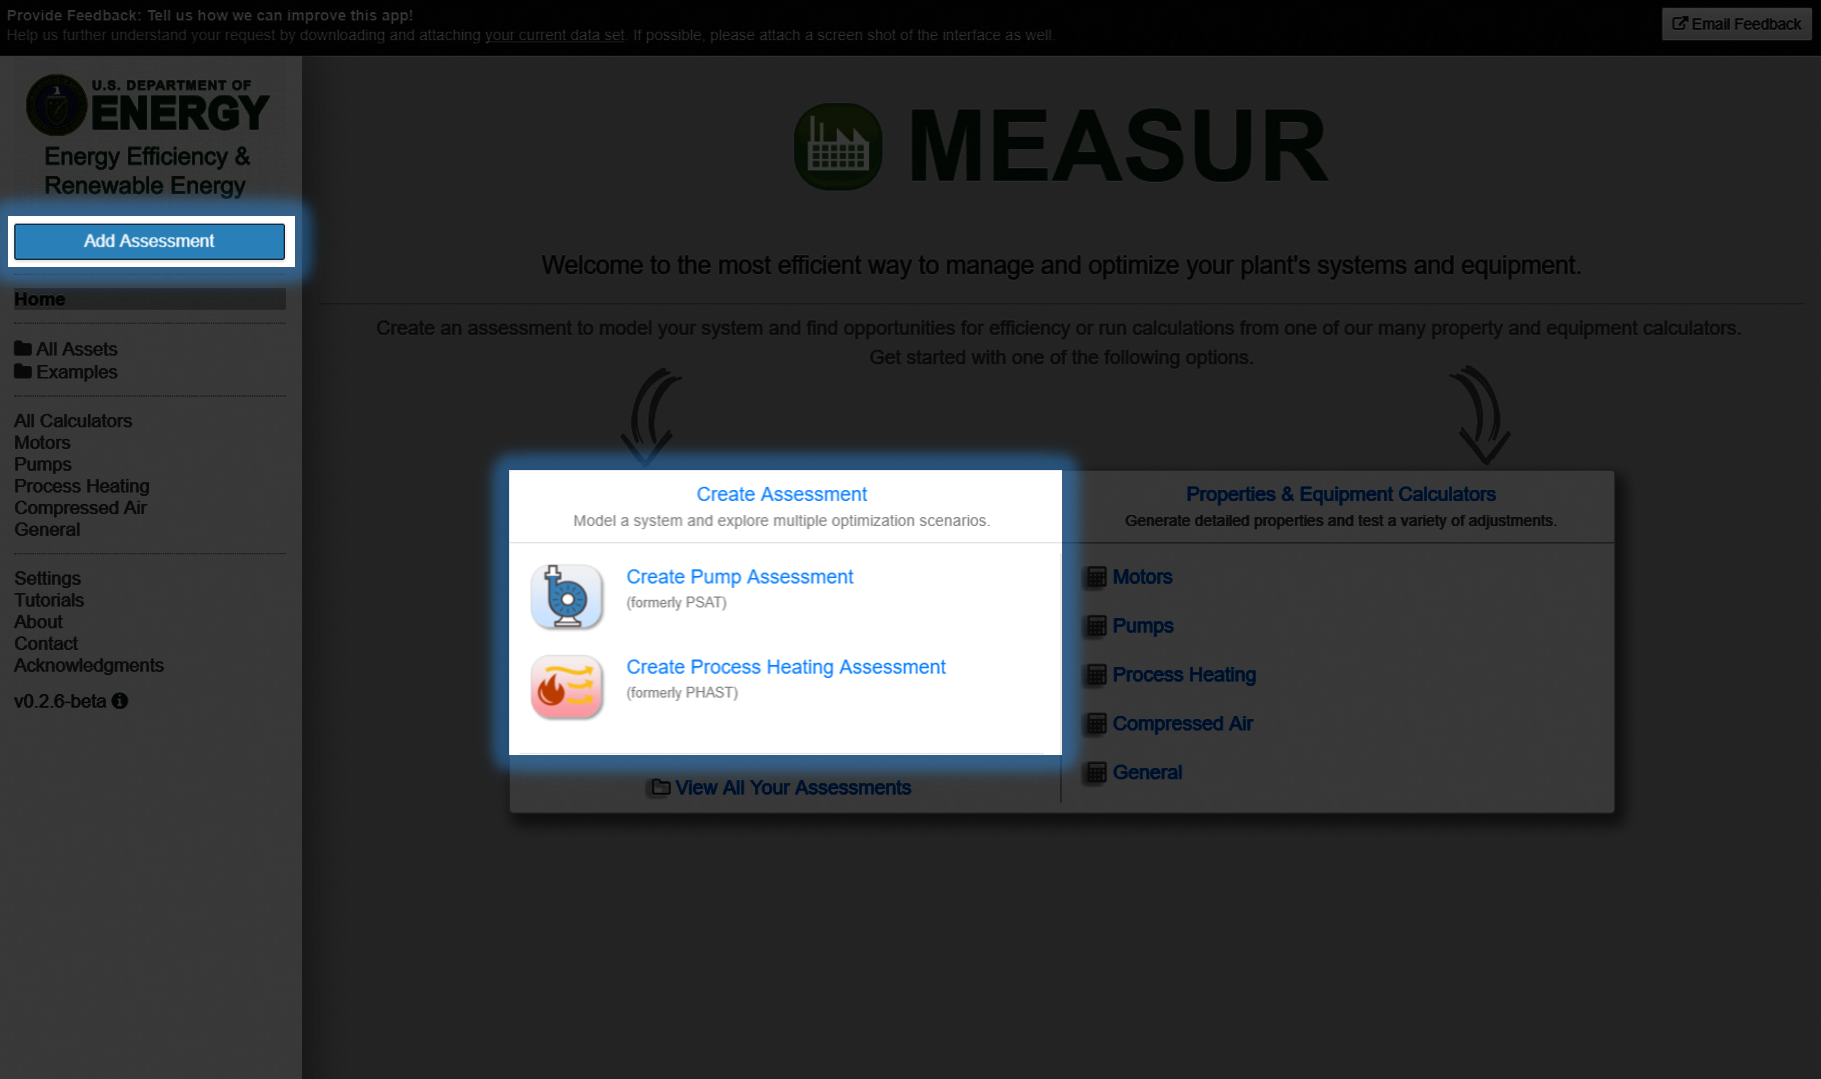 Provide Feedback: Tell us how we can improve this app!
Help us further understand your request by downloading and attaching your current data set. If possible, please attach a screen shot of the interface as well.
Email Feedback
U.S. DEPARTMENT OF
ENERGY
Energy Efficiency &
Renewable Energy
Add Assessment
Home
All Assets
Examples
All Calculators
Motors
Pumps
Process Heating
Compressed Air
General
Settings
Tutorials
About
Contact
Acknowledgments
v0.2.6-beta
MEASUR
Welcome to the most efficient way to manage and optimize your plant's systems and equipment.
Create an assessment to model your system and find opportunities for efficiency or run calculations from one of our many property and equipment calculators.
Get started with one of the following options.
Create Assessment
Model a system and explore multiple optimization scenarios.
Create Pump Assessment
(formerly PSAT)
Create Process Heating Assessment
(formerly PHAST)
View All Your Assessments
Properties & Equipment Calculators
Generate detailed properties and test a variety of adjustments.
Motors
Pumps
Process Heating
Compressed Air
General